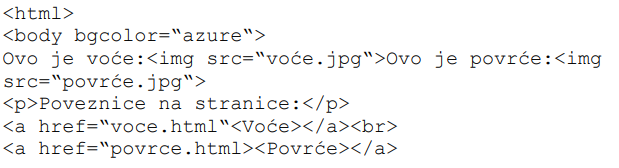 <html>
<body bgcolor=“azure“>
Ovo je voće:<img src=“voće.jpg“>Ovo je povrće:<img
src=“povrće.jpg“>
<p>Poveznice na stranice:</p>
<a href=“voce.html“<Voće></a><br>
<a href=“povrce.html><Povrće></a>